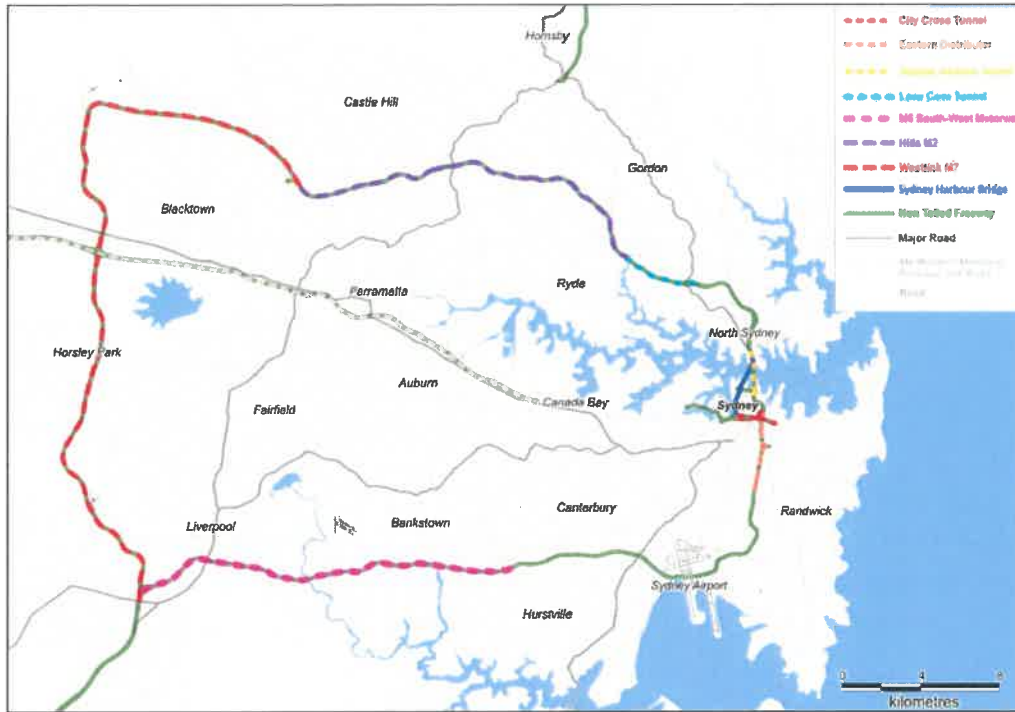 City Cross Tunnel
Eastern Distributor
Lane Cove Tunnel
M5 South-West Motorway
Hills M2
Westlink M7
Sydney Harbour Bridge
Non Tolled Freeway
Major Road
Hornsby
Castle Hill
Gordon
Blacktown
Parramatta
Ryde
North Sydney
Horsley Park
Auburn
Canada Bay
Sydney
Fairfield
Canterbury
Randwick
Liverpool
Bankstown
Sydney Airport
Hurstville
0 4 8
kilometres